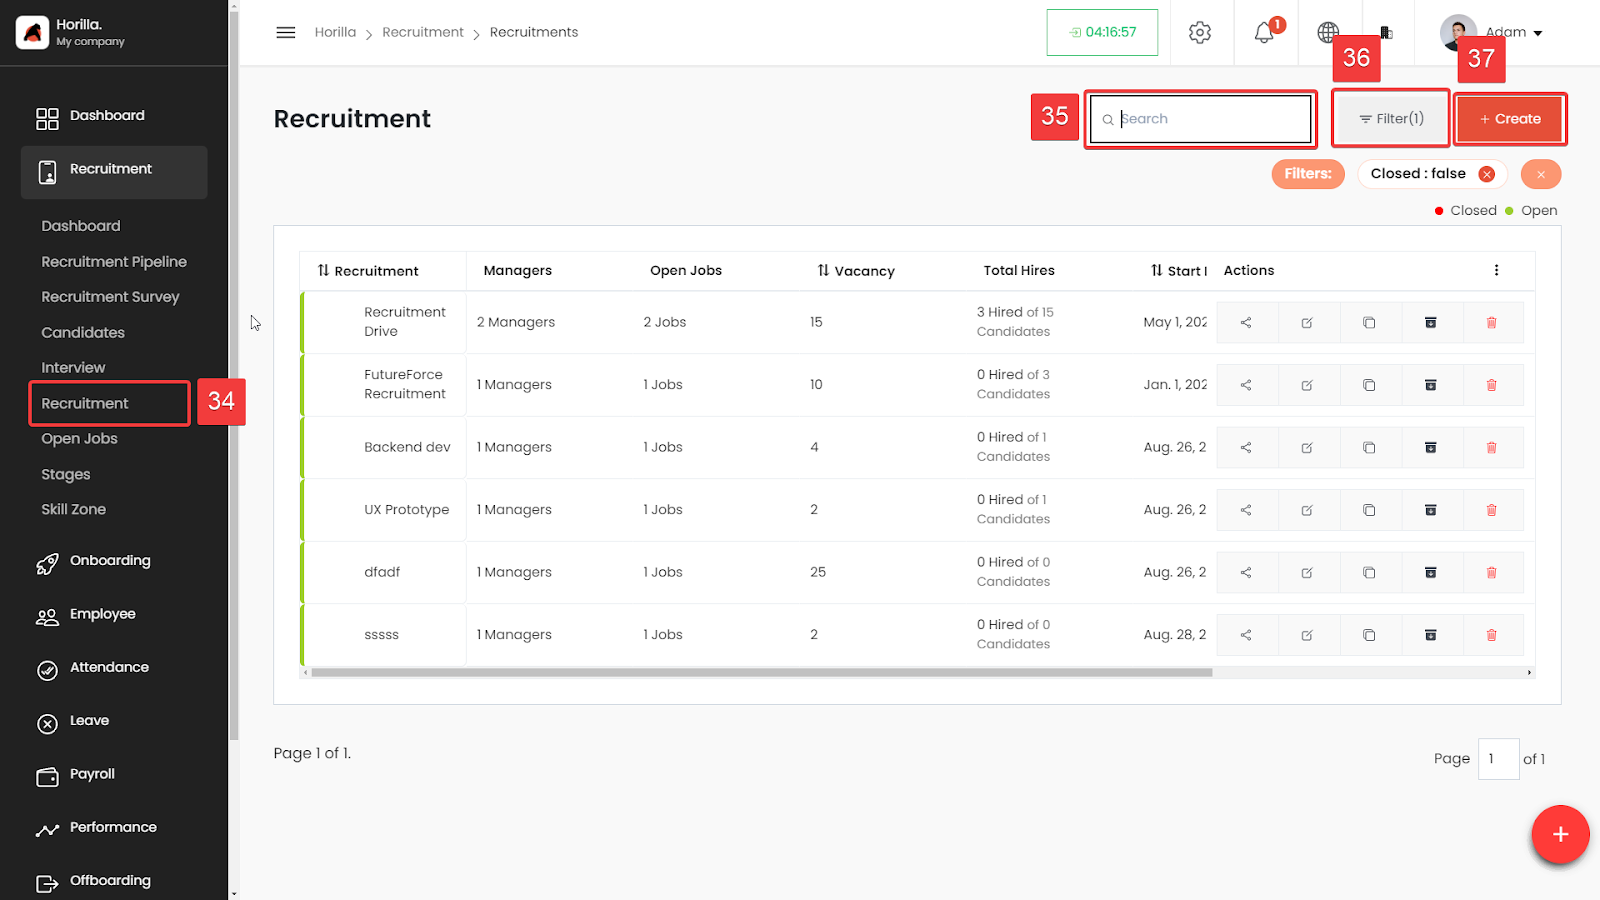 Horilla.
My company
Dashboard
Recruitment
Dashboard
Recruitment Pipeline
Recruitment Survey
Candidates
Interview
Recruitment
34
Open Jobs
Stages
Skill Zone
Onboarding
Employee
Attendance
Leave
Payroll
Performance
Offboarding
Horilla > Recruitment > Recruitments
04:16:57
1
Adam
36
37
Recruitment
35
Search
Filter(1)
+ Create
Filters:
Closed : false
Closed Open
Recruitment Managers Open Jobs Vacancy Total Hires Start Actions
Recruitment Drive 2 Managers 2 Jobs 15 3 Hired of 15 Candidates May 1, 202
FutureForce Recruitment 1 Managers 1 Jobs 10 0 Hired of 3 Candidates Jan. 1, 202
Backend dev 1 Managers 1 Jobs 4 0 Hired of 1 Candidates Aug. 26, 2
UX Prototype 1 Managers 1 Jobs 2 0 Hired of 1 Candidates Aug. 26, 2
dfadf 1 Managers 1 Jobs 25 0 Hired of 0 Candidates Aug. 26, 2
sssss 1 Managers 1 Jobs 2 0 Hired of 0 Candidates Aug. 28, 2
Page 1 of 1.
Page 1 of 1